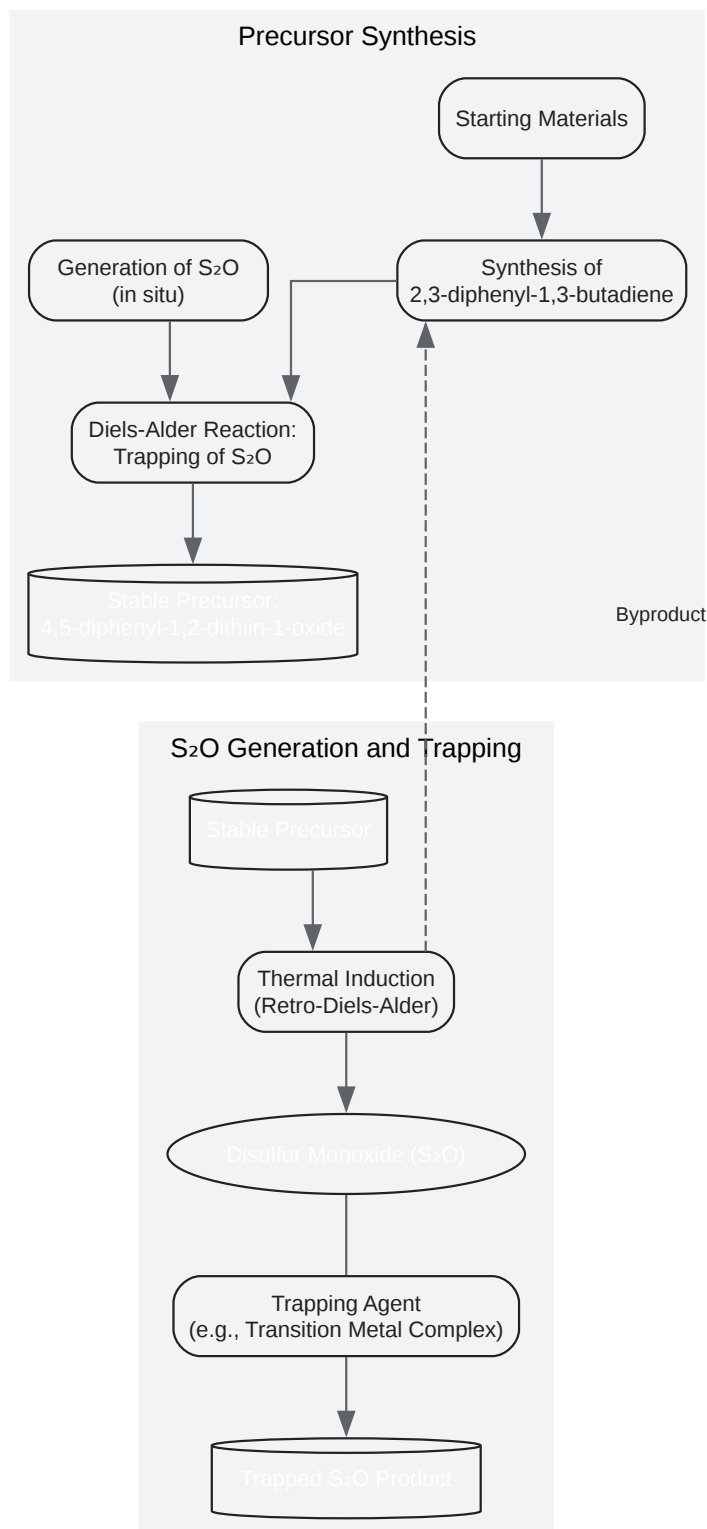 Precursor Synthesis
Starting Materials
Generation of S₂O
(in situ)
Synthesis of
2,3-diphenyl-1,3-butadiene
Diels-Alder Reaction:
Trapping of S₂O
Stable Precursor:
4,5-diphenyl-1,2-dithiin-1-oxide
Byproduct
S₂O Generation and Trapping
Stable Precursor
Thermal Induction
(Retro-Diels-Alder)
Disulfur Monoxide (S₂O)
Trapping Agent
(e.g., Transition Metal Complex)
Trapped S₂O Product